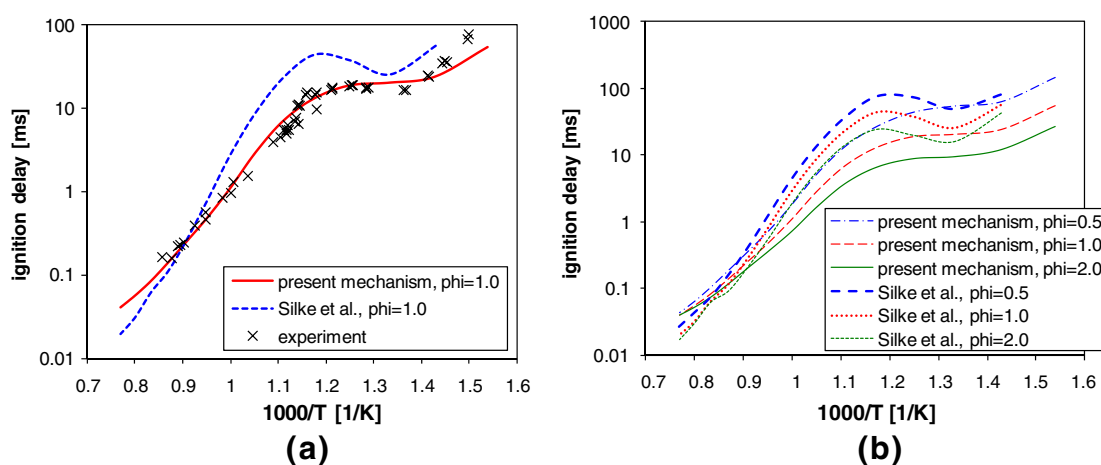 ignition delay [ms]
100
10
1
0.1
0.01
present mechanism, phi=1.0
Silke et al., phi=1.0
experiment
0.7 0.8 0.9 1 1.1 1.2 1.3 1.4 1.5 1.6
1000/T [1/K]
(a)
ignition delay [ms]
1000
100
10
1
0.1
0.01
present mechanism, phi=0.5
present mechanism, phi=1.0
present mechanism, phi=2.0
Silke et al., phi=0.5
Silke et al., phi=1.0
Silke et al., phi=2.0
0.7 0.8 0.9 1 1.1 1.2 1.3 1.4 1.5 1.6
1000/T [1/K]
(b)